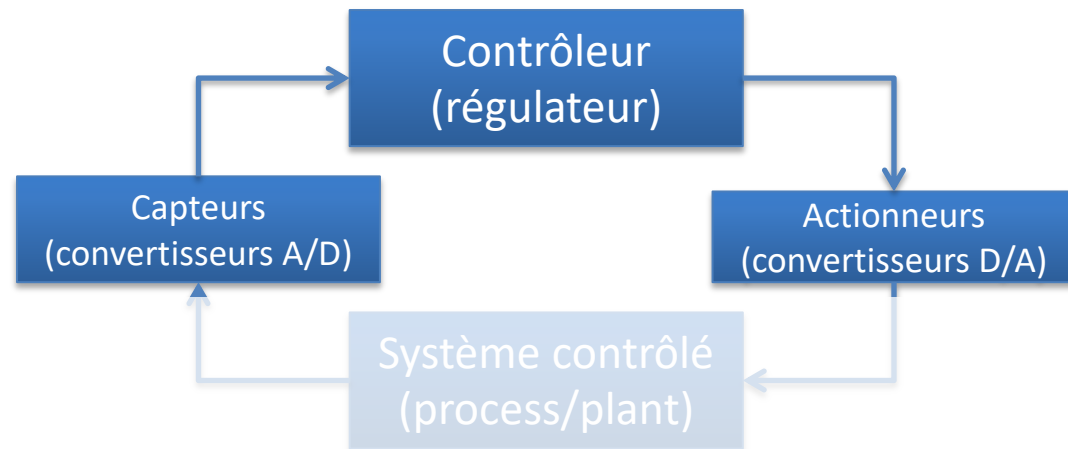 Contrôleur
(régulateur)
Capteurs
(convertisseurs A/D)
Actionneurs
(convertisseurs D/A)
Système contrôlé
(process/plant)